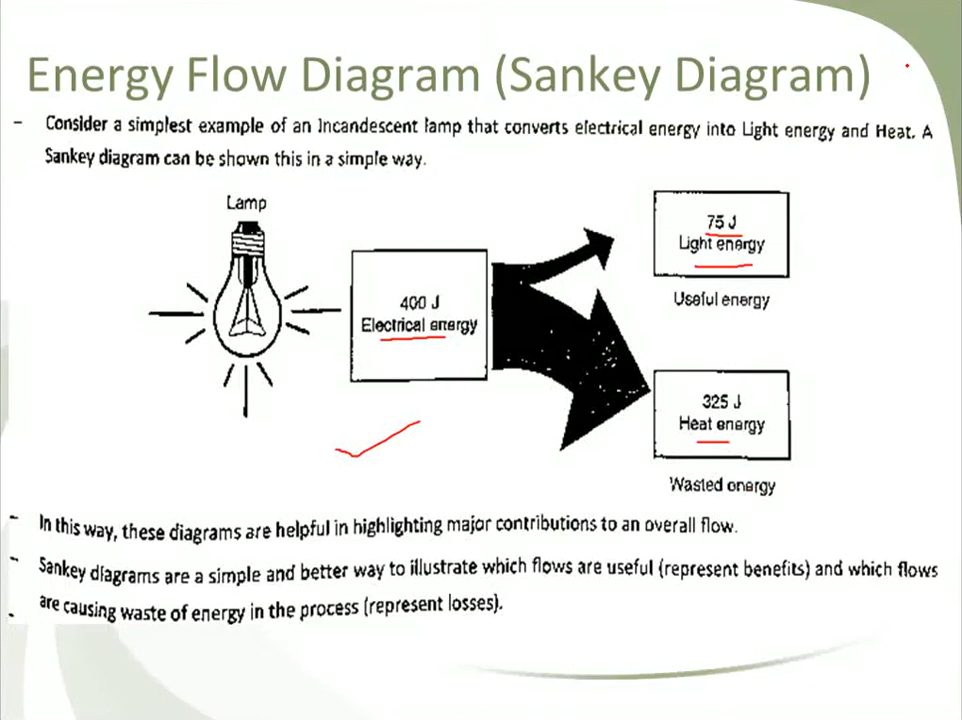 Energy Flow Diagram (Sankey Diagram)
- Consider a simplest example of an Incandescent lamp that converts electrical energy into Light energy and Heat. A
Sankey diagram can be shown this in a simple way.
Lamp
400 J
Electrical energy
75 J
Light energy
Useful energy
325 J
Heat energy
Wasted energy
- In this way, these diagrams are helpful in highlighting major contributions to an overall flow.
- Sankey diagrams are a simple and better way to illustrate which flows are useful (represent benefits) and which flows
are causing waste of energy in the process (represent losses).